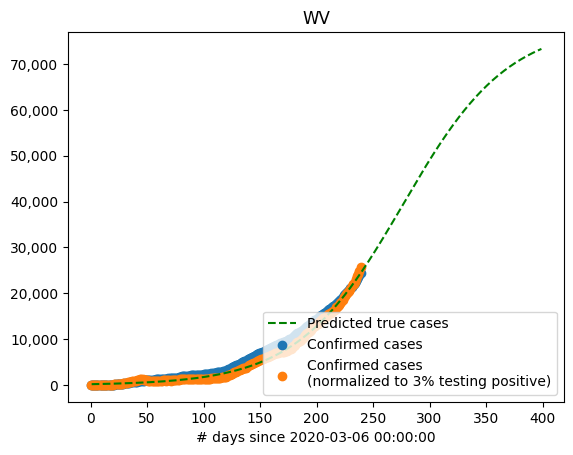 WV
70,000
60,000
50,000
40,000
30,000
20,000
10,000
0
Predicted true cases
Confirmed cases
Confirmed cases
(normalized to 3% testing positive)
0 50 100 150 200 250 300 350 400
# days since 2020-03-06 00:00:00